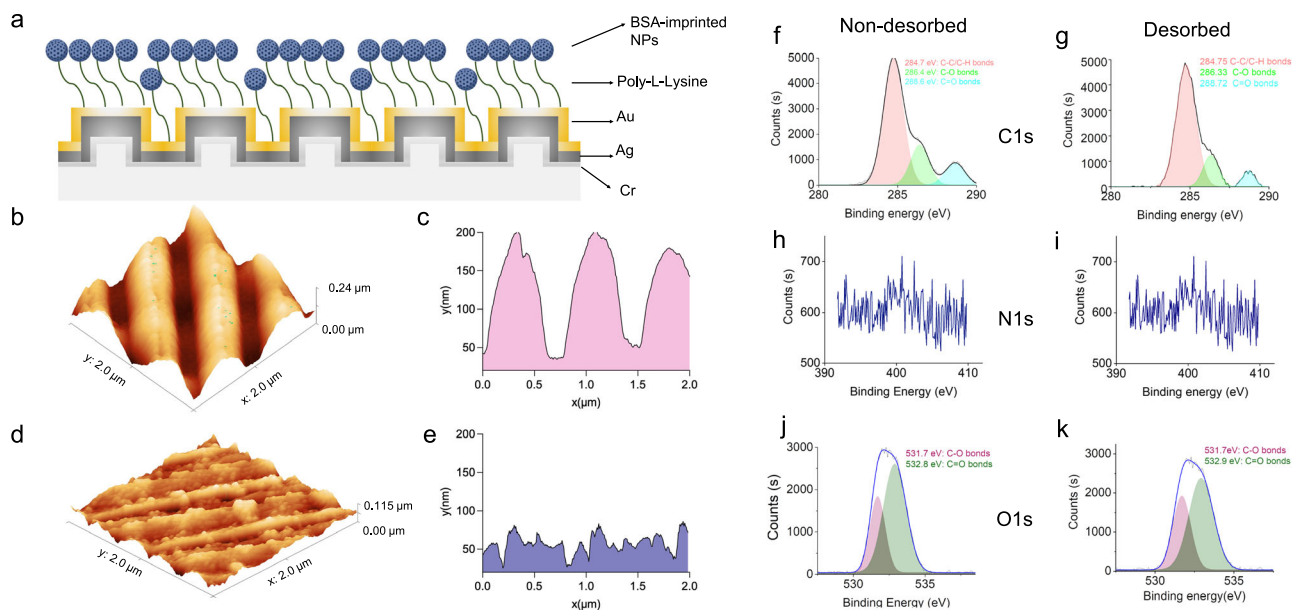 a
BSA-imprinted
NPs
Poly-L-Lysine
Au
Ag
Cr
b
0.24 µm
0.00 µm
y: 2.0 µm
x: 2.0 µm
c
200
150
100
50
y(nm)
0.0 0.5 1.0 1.5 2.0
x(µm)
d
0.115 µm
0.00 µm
y: 2.0 µm
x: 2.0 µm
e
200
150
100
50
y(nm)
0.0 0.5 1.0 1.5 2.0
x(µm)
Non-desorbed
Desorbed
f
284.7 eV: C-C/C-H bonds
286.4 eV: C-O bonds
288.6 eV: C=O bonds
5000
4000
3000
2000
1000
0
Counts (s)
280 285 290
Binding energy (eV)
C1s
g
284.75 C-C/C-H bonds
286.33 C-O bonds
288.72 C=O bonds
5000
4000
3000
2000
1000
0
Counts (s)
280 285 290
Binding energy (eV)
h
700
600
500
Counts (s)
390 400 410
Binding Energy (eV)
N1s
i
700
600
500
Counts (s)
390 400 410
Binding energy (eV)
j
531.7 eV: C-O bonds
532.8 eV: C=O bonds
3000
2000
1000
0
Counts (s)
530 535
Binding Energy (eV)
O1s
k
531.7eV: C-O bonds
532.9 eV: C=O bonds
3000
2000
1000
0
Counts (s)
530 535
Binding energy(eV)